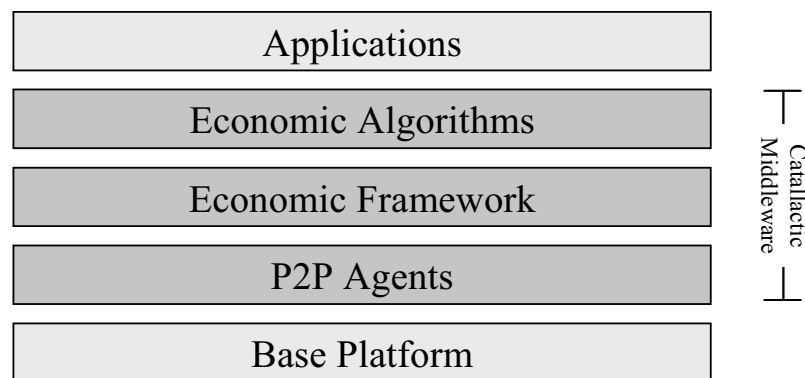 Applications
Economic Algorithms
Economic Framework
P2P Agents
Base Platform
Catallactic
Middleware